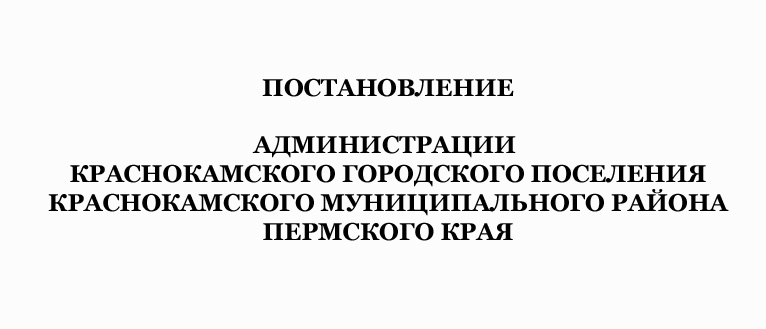 ПОСТАНОВЛЕНИЕ
АДМИНИСТРАЦИИ
КРАСНОКАМСКОГО ГОРОДСКОГО ПОСЕЛЕНИЯ
КРАСНОКАМСКОГО МУНИЦИПАЛЬНОГО РАЙОНА
ПЕРМСКОГО КРАЯ